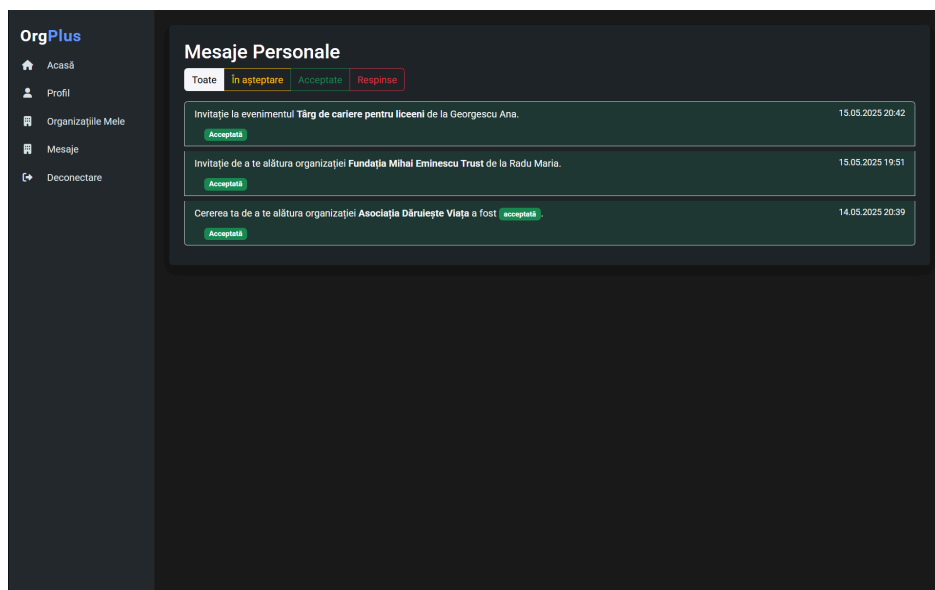 OrgPlus
Acasă
Profil
Organizațiile Mele
Mesaje
Deconectare
Mesaje Personale
Toate În așteptare Acceptate Respinse
Invitație la evenimentul Târg de cariere pentru liceeni de la Georgescu Ana. 15.05.2025 20:42
Acceptată
Invitație de a te alătura organizației Fundația Mihai Eminescu Trust de la Radu Maria. 15.05.2025 19:51
Acceptată
Cererea ta de a te alătura organizației Asociația Dăruiește Viața a fost acceptată. 14.05.2025 20:39
Acceptată